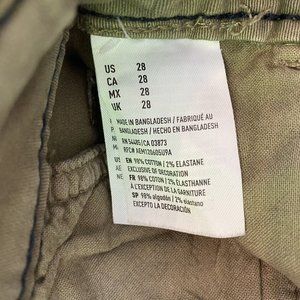 US 28
CA 28
MX 28
UK 28
MADE IN BANGLADESH / FABRIQUÉ AU
BANGLADESH / HECHO EN BANGLADESH
RN 54485/CA 03873
RFC# AEM120605U9A
EN 98% COTTON / 2% ELASTANE
EXCLUSIVE OF DECORATION
FR 98% COTON / 2% ÉLASTHANNE
À L'EXCEPTION DE LA GARNITURE
SP 98% algodón / 2% elastano
EXCEPTO LA DECORACIÓN